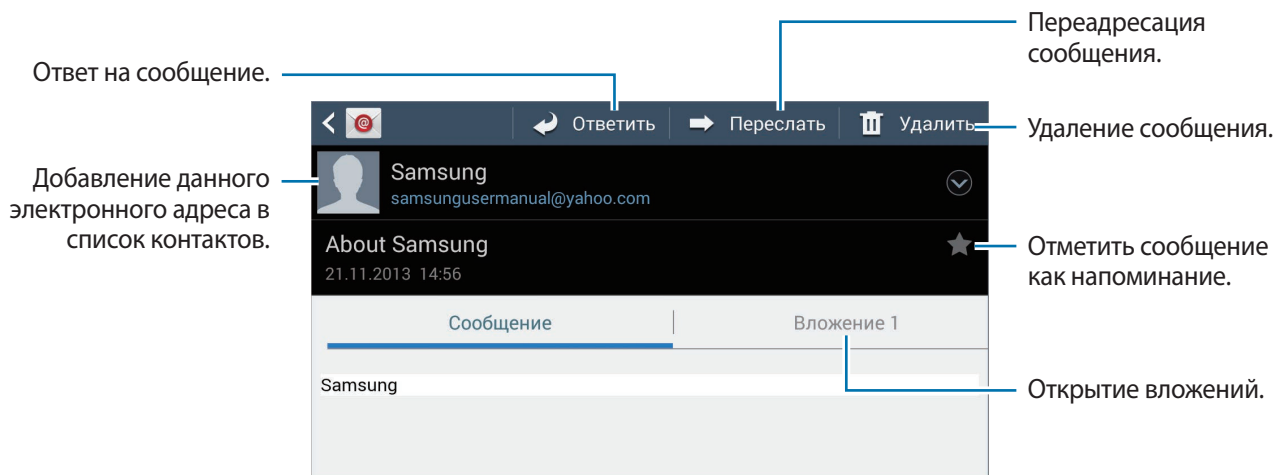 Переадресация
сообщения.
Ответ на сообщение.
Ответить
Переслать
Удалить
Удаление сообщения.
Добавление данного
электронного адреса в
список контактов.
Samsung
samsungusermanual@yahoo.com
About Samsung
21.11.2013 14:56
Отметить сообщение
как напоминание.
Сообщение
Вложение 1
Samsung
Открытие вложений.